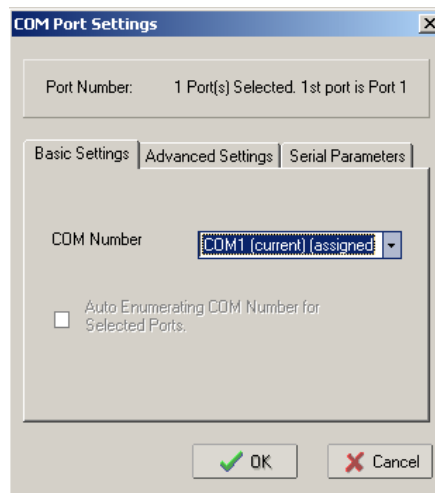 COM Port Settings
Port Number: 1 Port(s) Selected. 1st port is Port 1
Basic Settings Advanced Settings Serial Parameters
COM Number COM1 (current) (assigned
Auto Enumerating COM Number for
Selected Ports.
OK Cancel